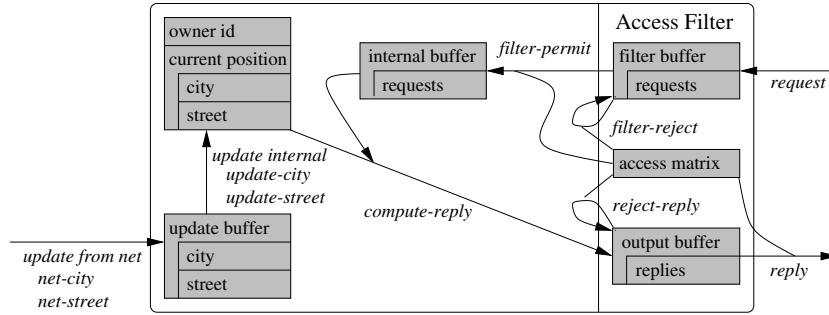 Access Filter
owner id
current position
city
street
internal buffer
requests
filter-permit
filter buffer
requests
request
filter-reject
update internal
update-city
update-street
access matrix
compute-reply
reject-reply
update buffer
city
street
update from net
net-city
net-street
output buffer
replies
reply